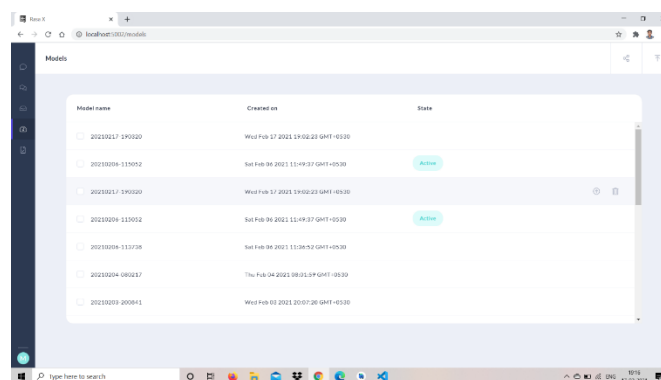 Rasa X
localhost:5002/models
Models
Model name Created on State
20210217-190320 Wed Feb 17 2021 19:02:23 GMT+0530
20210206-115052 Sat Feb 06 2021 11:49:37 GMT+0530 Active
20210217-190320 Wed Feb 17 2021 19:02:23 GMT+0530
20210206-115052 Sat Feb 06 2021 11:49:37 GMT+0530 Active
20210206-113738 Sat Feb 06 2021 11:36:52 GMT+0530
20210204-080217 Thu Feb 04 2021 08:01:59 GMT+0530
20210203-200841 Wed Feb 03 2021 20:07:26 GMT+0530
M
Type here to search
ENG